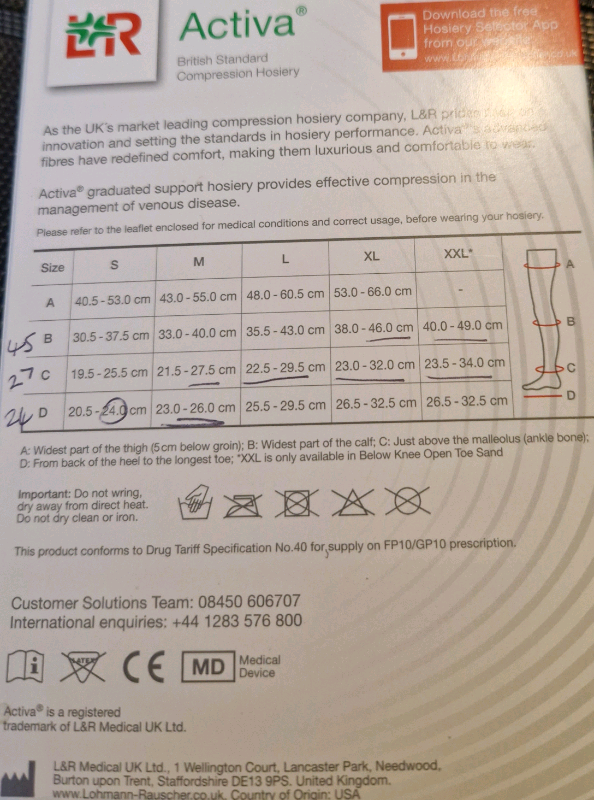 L&R
Activa®
British Standard
Compression Hosiery
Download the free
Hosiery Selector App
from our website
As the UK's market leading compression hosiery company, L&R prides on
innovation and setting the standards in hosiery performance. Activa®'s advanced
fibres have redefined comfort, making them luxurious and comfortable to wear.
Activa® graduated support hosiery provides effective compression in the
management of venous disease.
Please refer to the leaflet enclosed for medical conditions and correct usage, before wearing your hosiery.
Size S M L XL XXL*
A 40.5 - 53.0 cm 43.0 - 55.0 cm 48.0 - 60.5 cm 53.0 - 66.0 cm - A
45 B 30.5 - 37.5 cm 33.0 - 40.0 cm 35.5 - 43.0 cm 38.0 - 46.0 cm 40.0 - 49.0 cm B
27 C 19.5 - 25.5 cm 21.5 - 27.5 cm 22.5 - 29.5 cm 23.0 - 32.0 cm 23.5 - 34.0 cm C
24 D 20.5 - 24.0 cm 23.0 - 26.0 cm 25.5 - 29.5 cm 26.5 - 32.5 cm 26.5 - 32.5 cm D
A: Widest part of the thigh (5cm below groin); B: Widest part of the calf; C: Just above the malleolus (ankle bone);
D: From back of the heel to the longest toe; *XXL is only available in Below Knee Open Toe Sand
Important: Do not wring,
dry away from direct heat.
Do not dry clean or iron.
This product conforms to Drug Tariff Specification No.40 for supply on FP10/GP10 prescription.
Customer Solutions Team: 08450 606707
International enquiries: +44 1283 576 800
LATEX CE MD Medical
Device
Activa® is a registered
trademark of L&R Medical UK Ltd.
L&R Medical UK Ltd., 1 Wellington Court, Lancaster Park, Needwood,
Burton upon Trent, Staffordshire DE13 9PS. United Kingdom.
www.Lohmann-Rauscher.co.uk. Country of Origin: USA